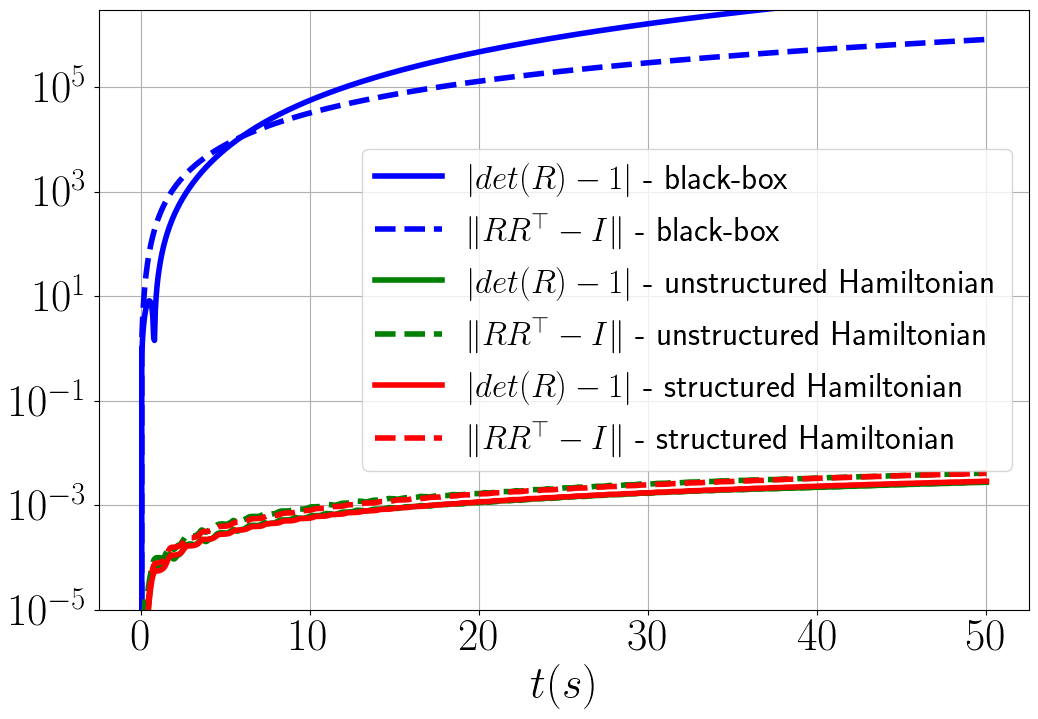 10^5
10^3
10^1
10^{-1}
10^{-3}
10^{-5}
|det(R) − 1| - black-box
‖RR^⊤ − I‖ - black-box
|det(R) − 1| - unstructured Hamiltonian
‖RR^⊤ − I‖ - unstructured Hamiltonian
|det(R) − 1| - structured Hamiltonian
‖RR^⊤ − I‖ - structured Hamiltonian
0 10 20 30 40 50
t(s)